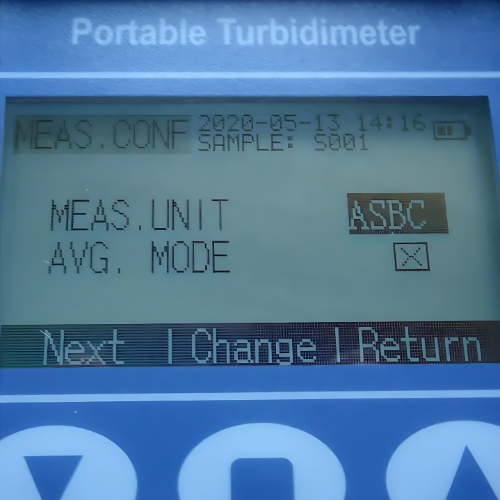 Portable Turbidimeter
MEAS.CONF 2020-05-13 14:16
SAMPLE: S001
MEAS.UNIT ASBC
AVG. MODE
Next | Change | Return